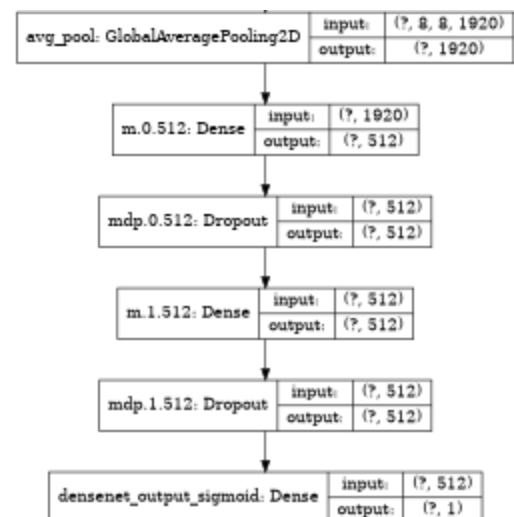 avg_pool: GlobalAveragePooling2D
input: (?, 8, 8, 1920)
output: (?, 1920)
m.0.512: Dense
input: (?, 1920)
output: (?, 512)
mdp.0.512: Dropout
input: (?, 512)
output: (?, 512)
m.1.512: Dense
input: (?, 512)
output: (?, 512)
mdp.1.512: Dropout
input: (?, 512)
output: (?, 512)
densenet_output_sigmoid: Dense
input: (?, 512)
output: (?, 1)